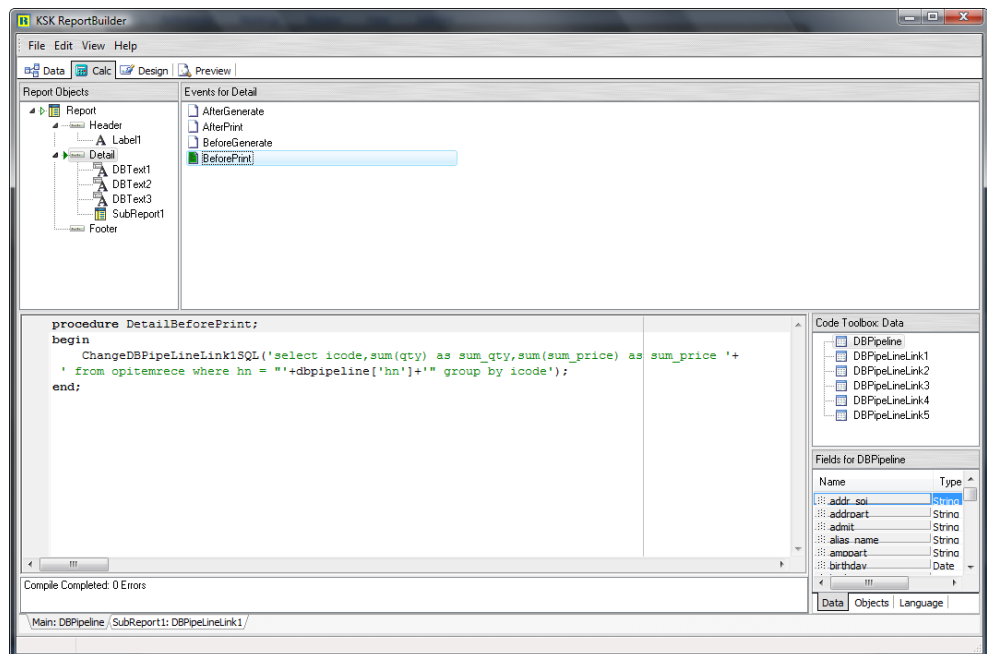 KSK ReportBuilder
File Edit View Help
Data Calc Design Preview
Report Objects
Report
Header
Label1
Detail
DBText1
DBText2
DBText3
SubReport1
Footer
Events for Detail
AfterGenerate
AfterPrint
BeforeGenerate
BeforePrint
procedure DetailBeforePrint;
begin
ChangeDBPipeLineLink1SQL('select icode,sum(qty) as sum_qty,sum(sum_price) as sum_price '+
' from opitemrece where hn = "'+dbpipeline['hn']+'" group by icode');
end;
Code Toolbox: Data
DBPipeline
DBPipeLineLink1
DBPipeLineLink2
DBPipeLineLink3
DBPipeLineLink4
DBPipeLineLink5
Fields for DBPipeline
Name Type
addr_soi String
addrpart String
admit String
alias_name String
amppart String
birthday Date
Data Objects Language
Compile Completed: 0 Errors
Main: DBPipeline SubReport1: DBPipeLineLink1